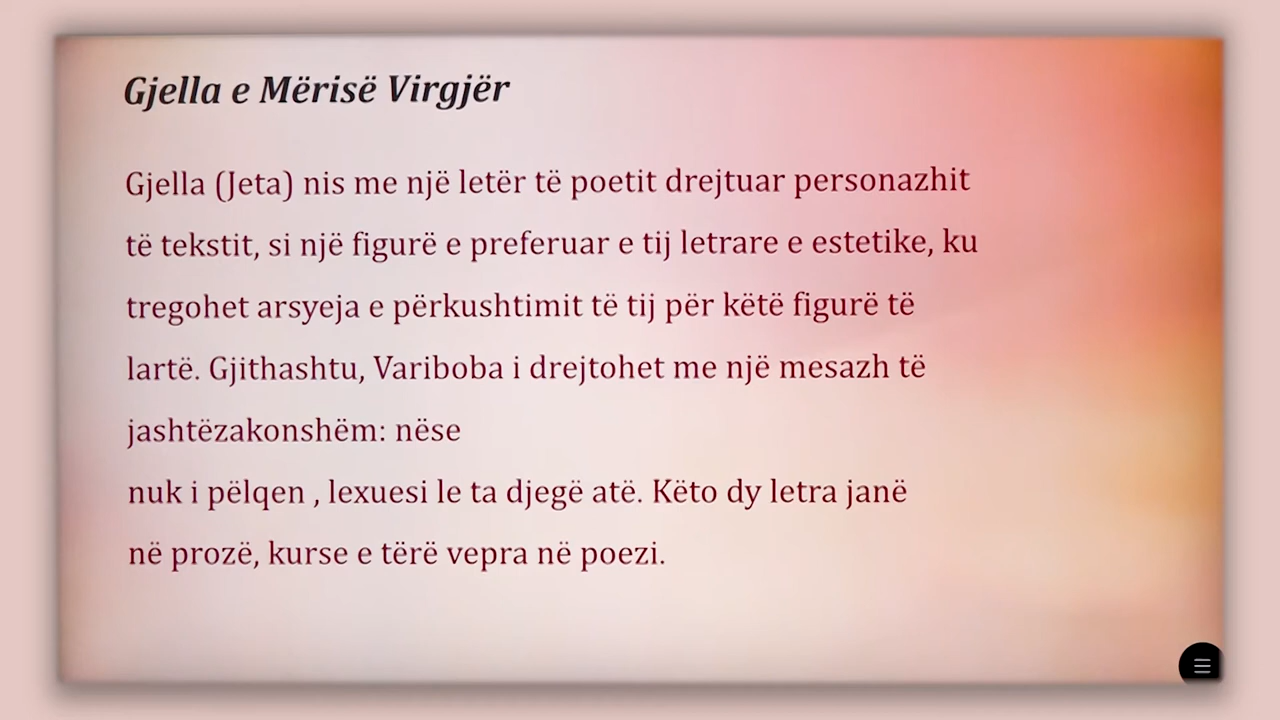 Gjella e Mërisë Virgjër
Gjella (Jeta) nis me një letër të poetit drejtuar personazhit
të tekstit, si një figurë e preferuar e tij letrare e estetike, ku
tregohet arsyeja e përkushtimit të tij për këtë figurë të
lartë. Gjithashtu, Variboba i drejtohet me një mesazh të
jashtëzakonshëm: nëse
nuk i pëlqen , lexuesi le ta djegë atë. Këto dy letra janë
në prozë, kurse e tërë vepra në poezi.